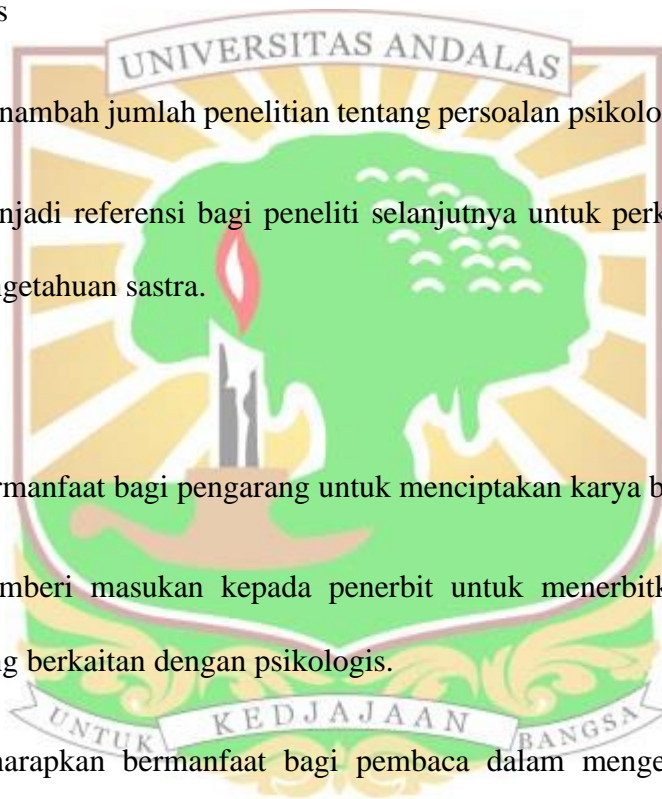 s
UNIVERSITAS ANDALAS
nambah jumlah penelitian tentang persoalan psikolo
njadi referensi bagi peneliti selanjutnya untuk perk
ngetahuan sastra.
rmanfaat bagi pengarang untuk menciptakan karya b
mberi masukan kepada penerbit untuk menerbitk
ng berkaitan dengan psikologis.
UNTUK KEDJAJAAN BANGSA
harapkan bermanfaat bagi pembaca dalam menge